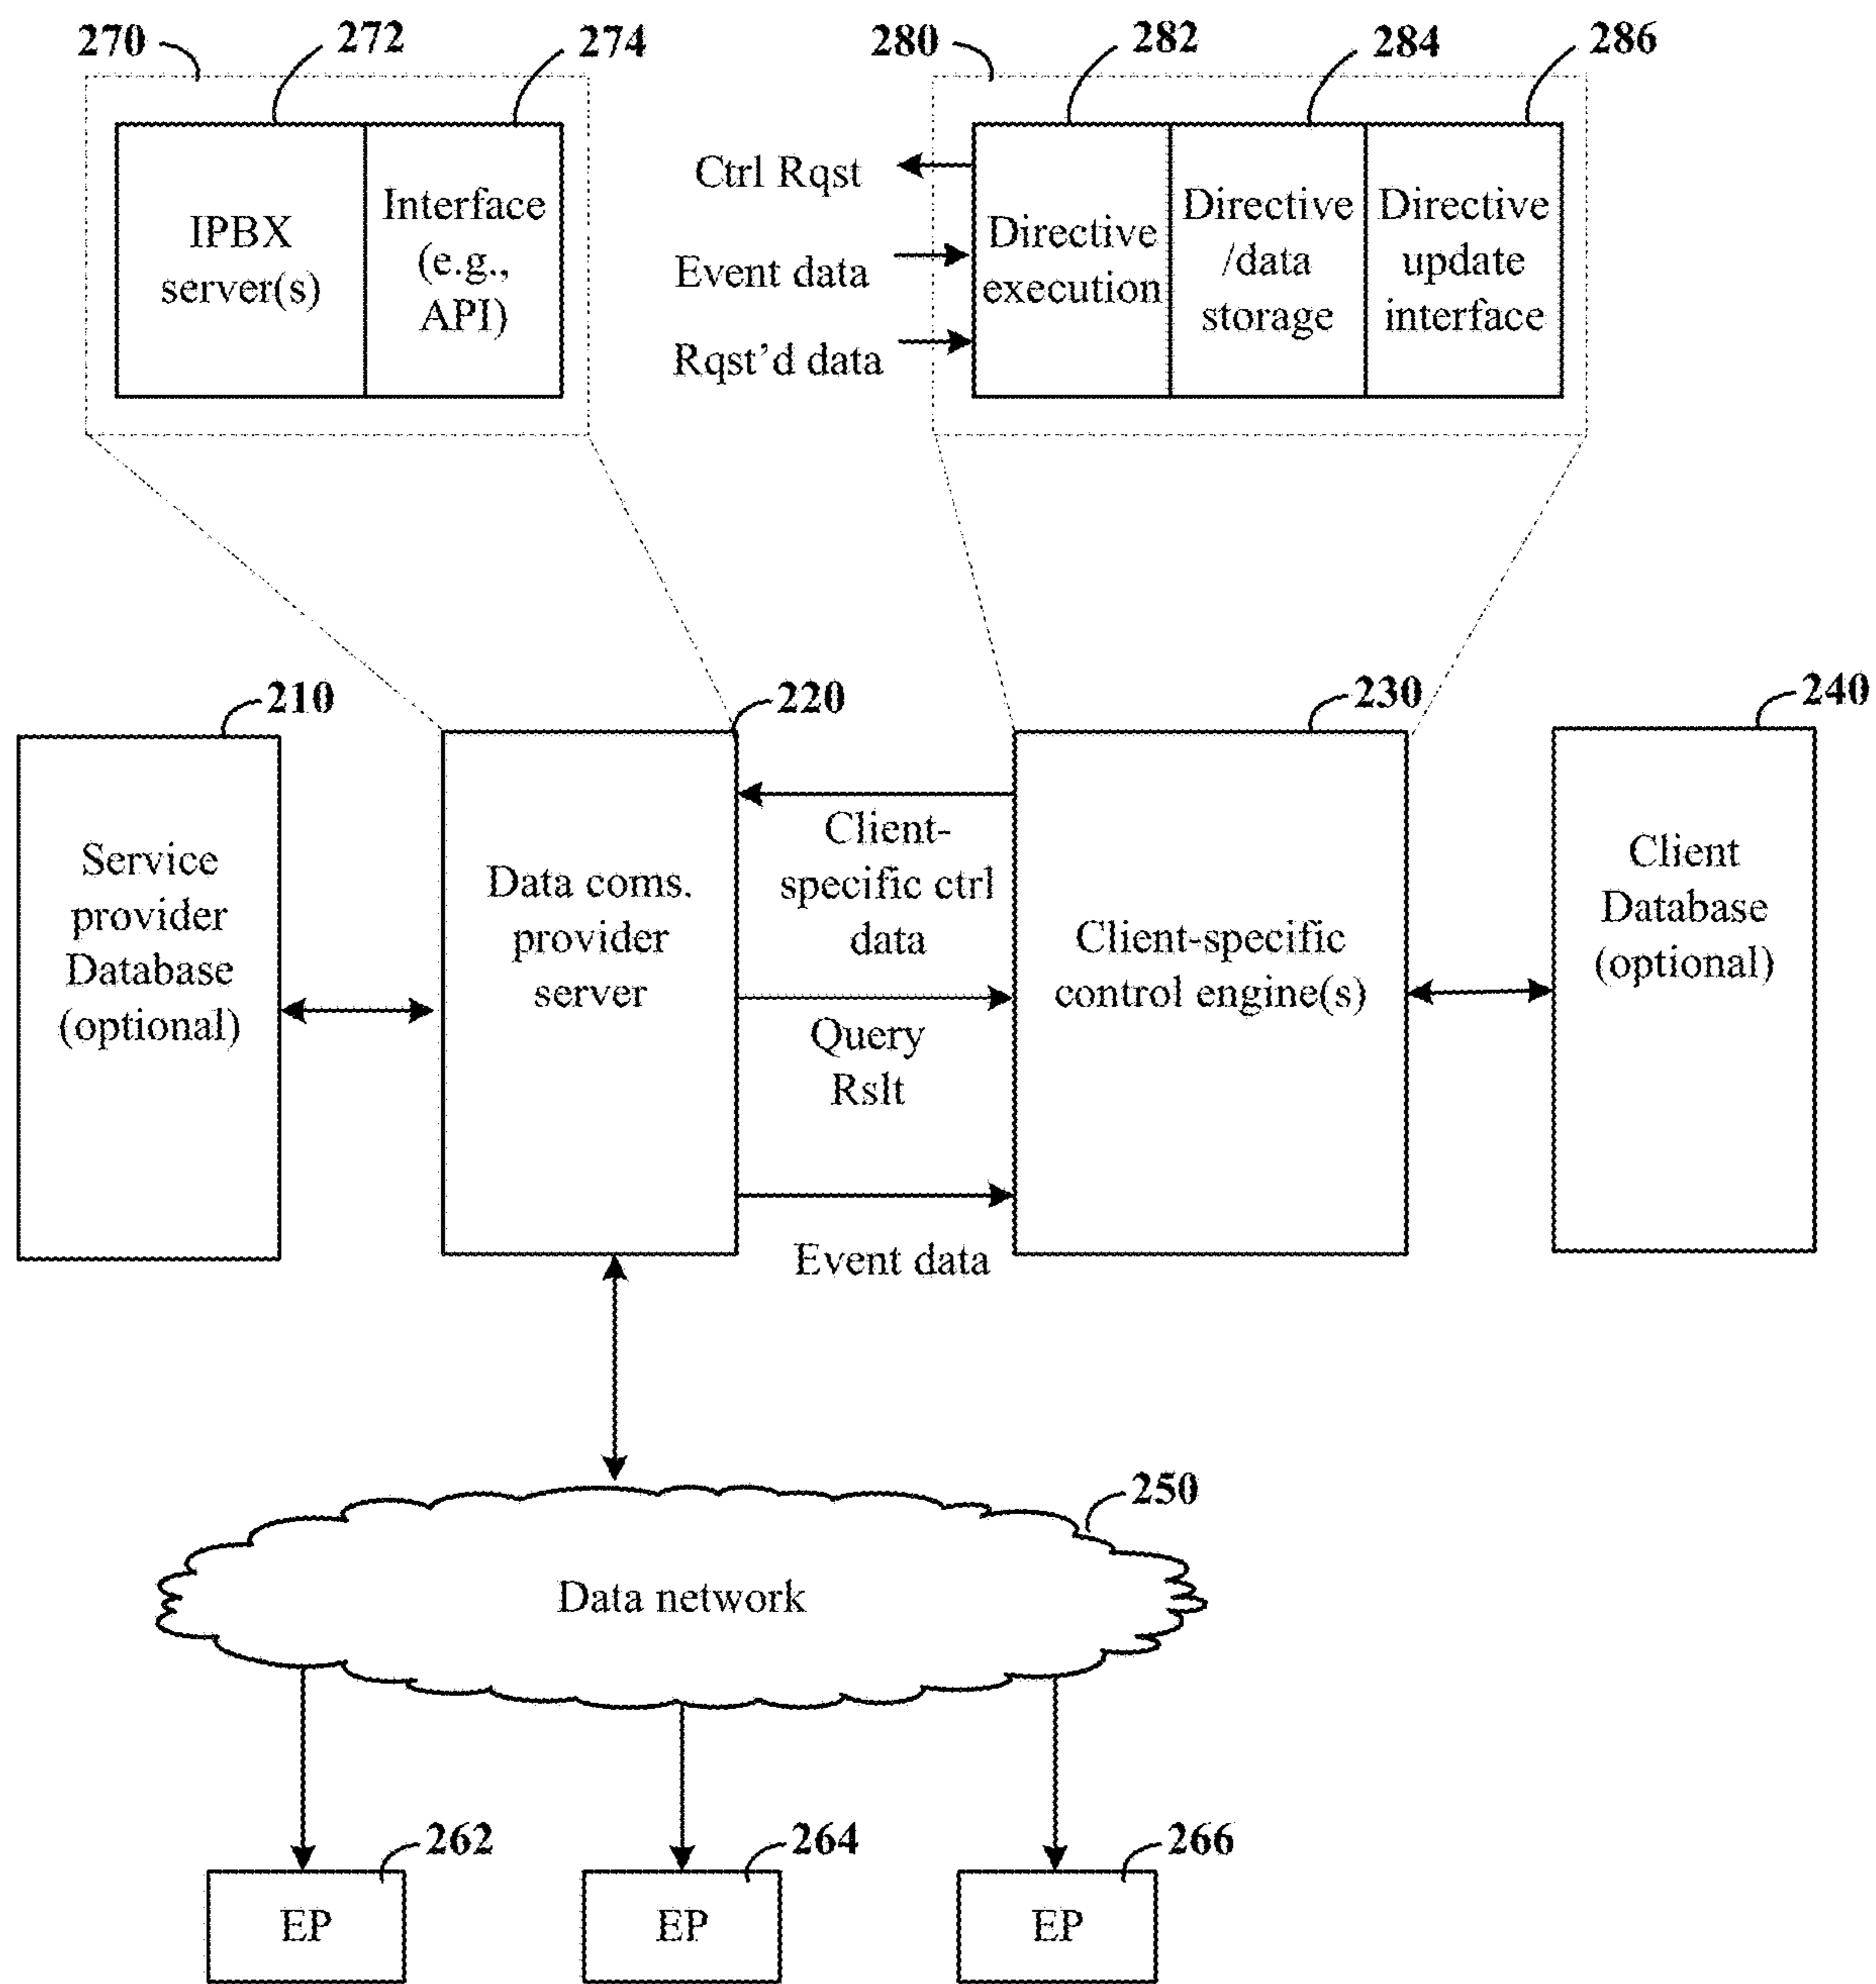 270
272
274
280
282
284
286
IPBX
server(s)
Interface
(e.g.,
API)
Ctrl Rqst
Event data
Rqst'd data
Directive
execution
Directive
/data
storage
Directive
update
interface
210
220
230
240
Service
provider
Database
(optional)
Data coms.
provider
server
Client-
specific ctrl
data
Query
Rslt
Event data
Client-specific
control engine(s)
Client
Database
(optional)
250
Data network
262
264
266
EP
EP
EP